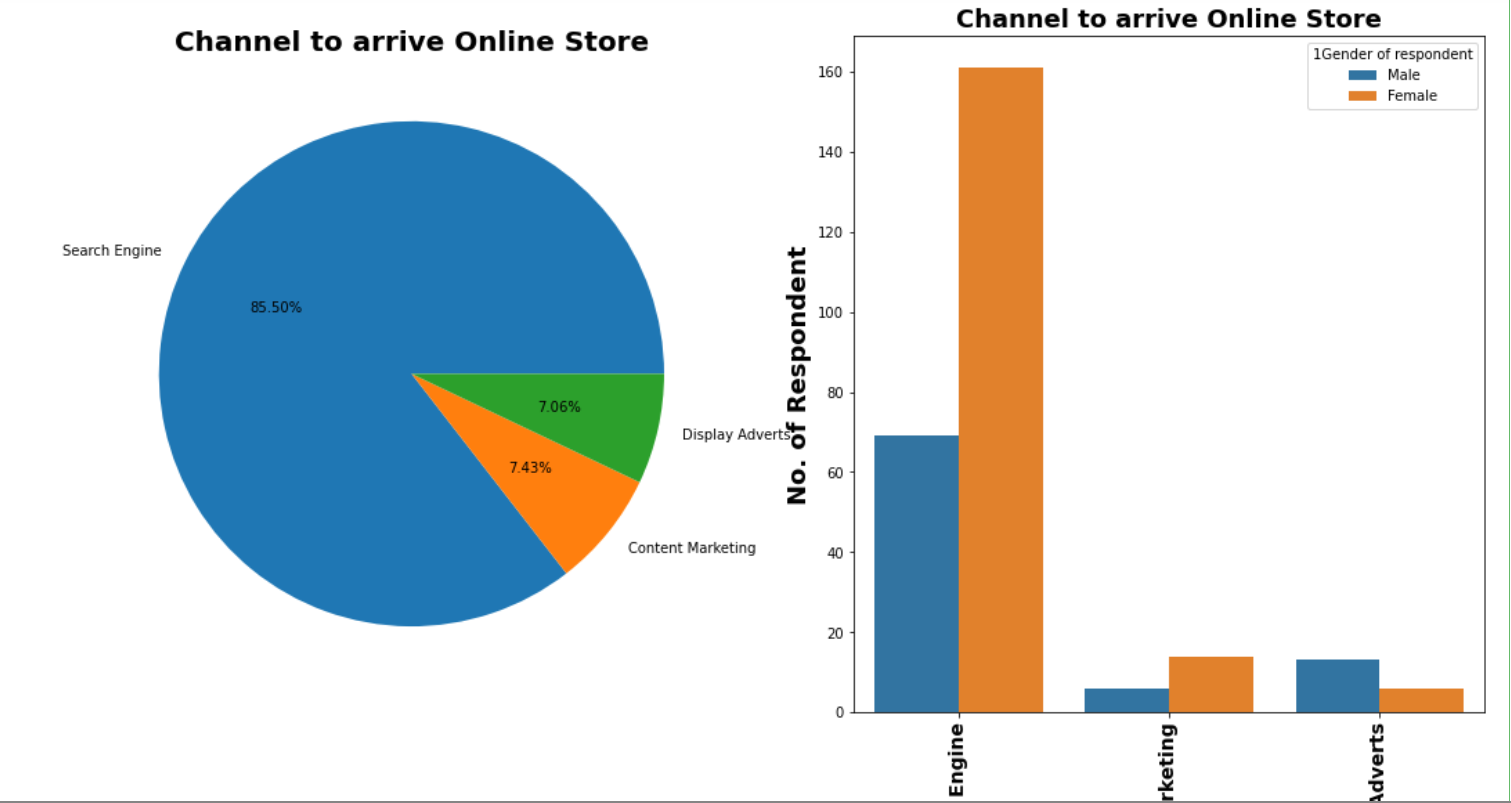 Channel to arrive Online Store
Search Engine
85.50%
7.06%
Display Adverts
7.43%
Content Marketing
Channel to arrive Online Store
1Gender of respondent
Male
Female
No. of Respondent
160
140
120
100
80
60
40
20
0
Engine
rketing
Adverts